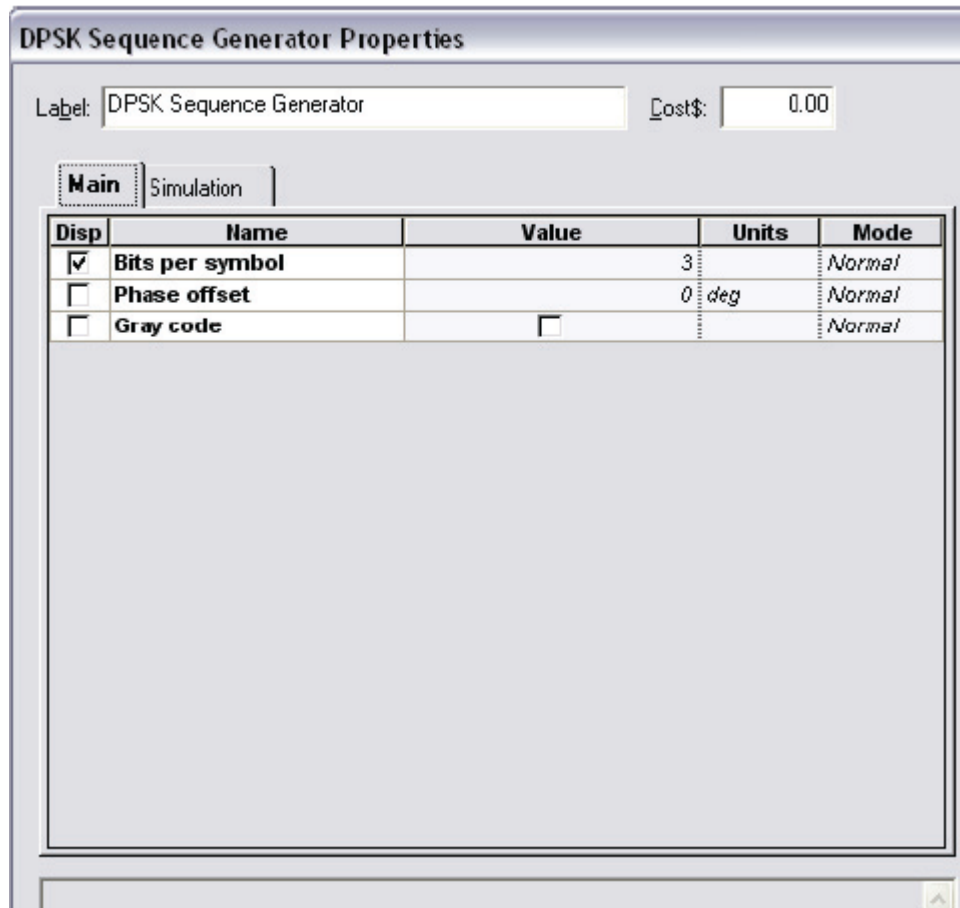 DPSK Sequence Generator Properties
Label: DPSK Sequence Generator Cost$: 0.00
Main Simulation
Disp Name Value Units Mode
Bits per symbol 3 Normal
Phase offset 0 deg Normal
Gray code Normal